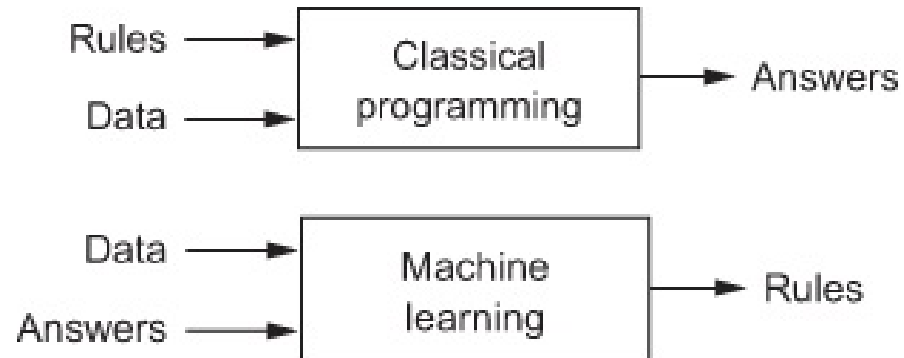 Rules
Data
Classical
programming
Answers
Data
Answers
Machine
learning
Rules